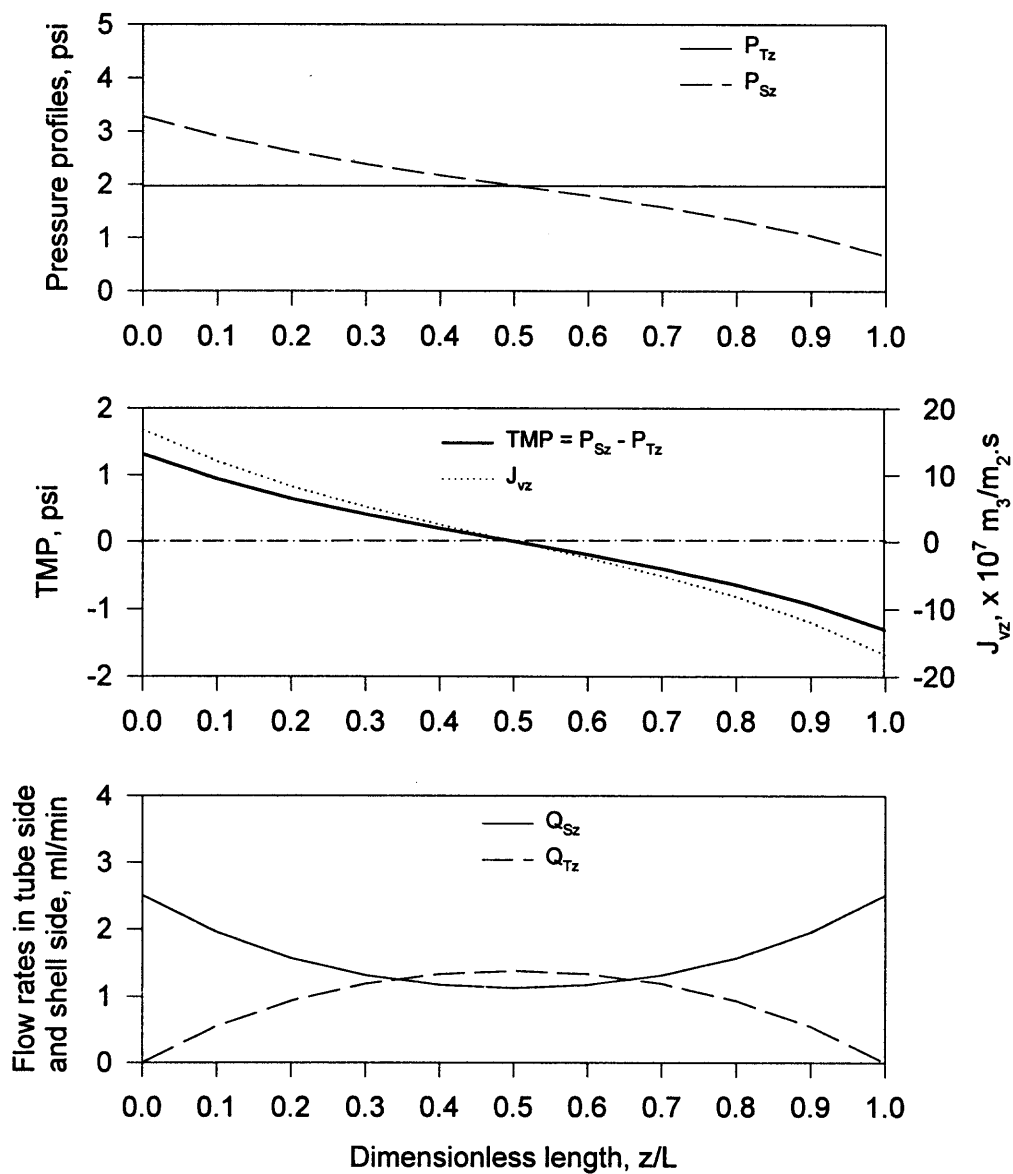 Pressure profiles, psi
5
4
3
2
1
0
P_Tz
P_Sz
0.0 0.1 0.2 0.3 0.4 0.5 0.6 0.7 0.8 0.9 1.0
TMP, psi
2
1
0
-1
-2
TMP = P_Sz - P_Tz
J_vz
20
10
0
-10
-20
J_vz, x 10^7 m_3/m_2.s
0.0 0.1 0.2 0.3 0.4 0.5 0.6 0.7 0.8 0.9 1.0
Flow rates in tube side
and shell side, ml/min
4
3
2
1
0
Q_Sz
Q_Tz
0.0 0.1 0.2 0.3 0.4 0.5 0.6 0.7 0.8 0.9 1.0
Dimensionless length, z/L